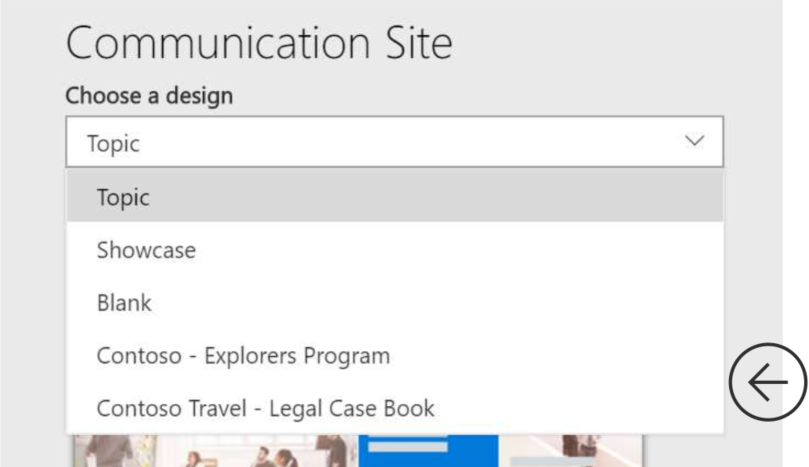 Communication Site
Choose a design
Topic
Topic
Showcase
Blank
Contoso - Explorers Program
Contoso Travel - Legal Case Book